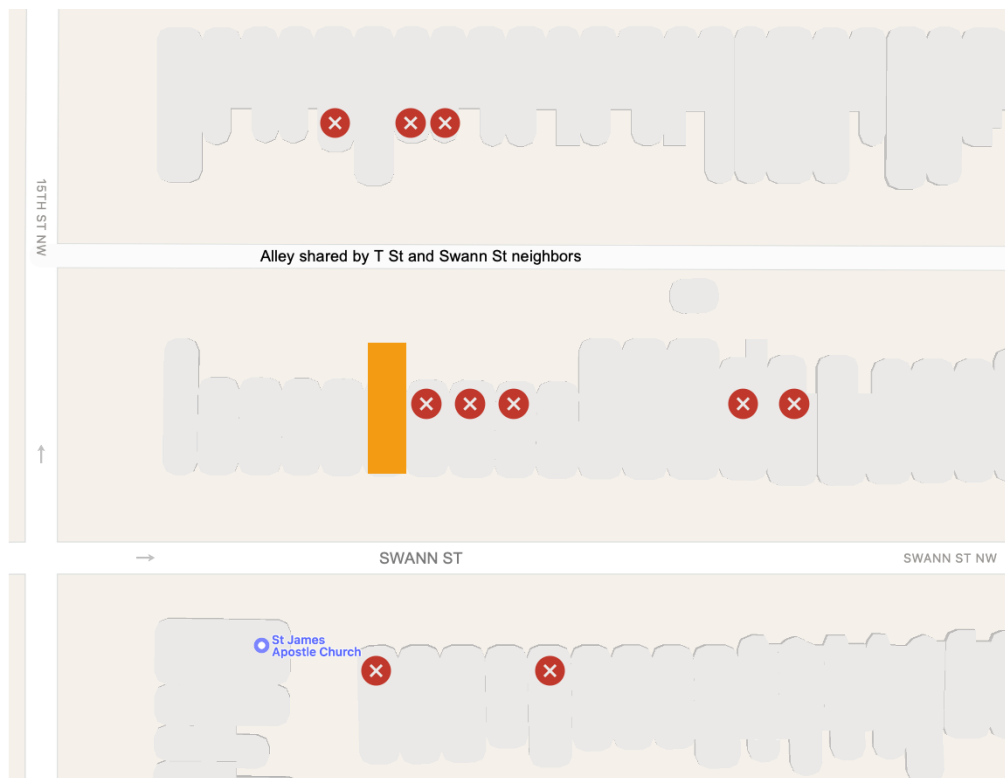 15TH ST NW
Alley shared by T St and Swann St neighbors
SWANN ST
SWANN ST NW
St James
Apostle Church